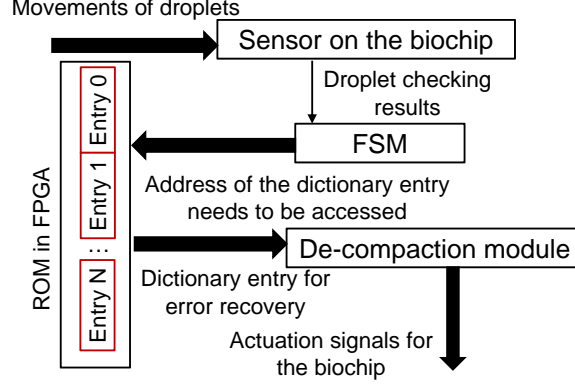 Movements of droplets
Sensor on the biochip
Droplet checking
results
FSM
Address of the dictionary entry
needs to be accessed
ROM in FPGA
Entry 0
Entry 1
...
Entry N
De-compaction module
Dictionary entry for
error recovery
Actuation signals for
the biochip